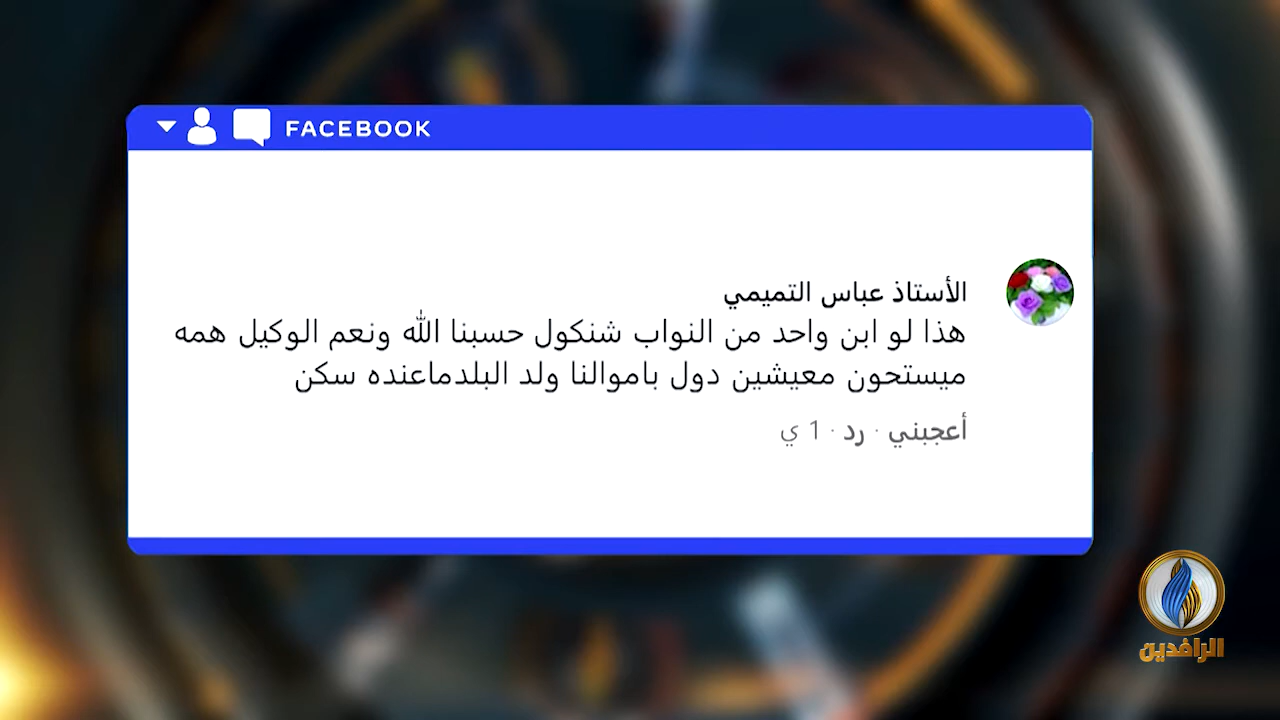 FACEBOOK
الأستاذ عباس التميمي
هذا لو ابن واحد من النواب شنكول حسبنا الله ونعم الوكيل همه
ميستحون معيشين دول باموالنا ولد البلدماعنده سكن
أعجبني · رد · 1 ي
الرافدين